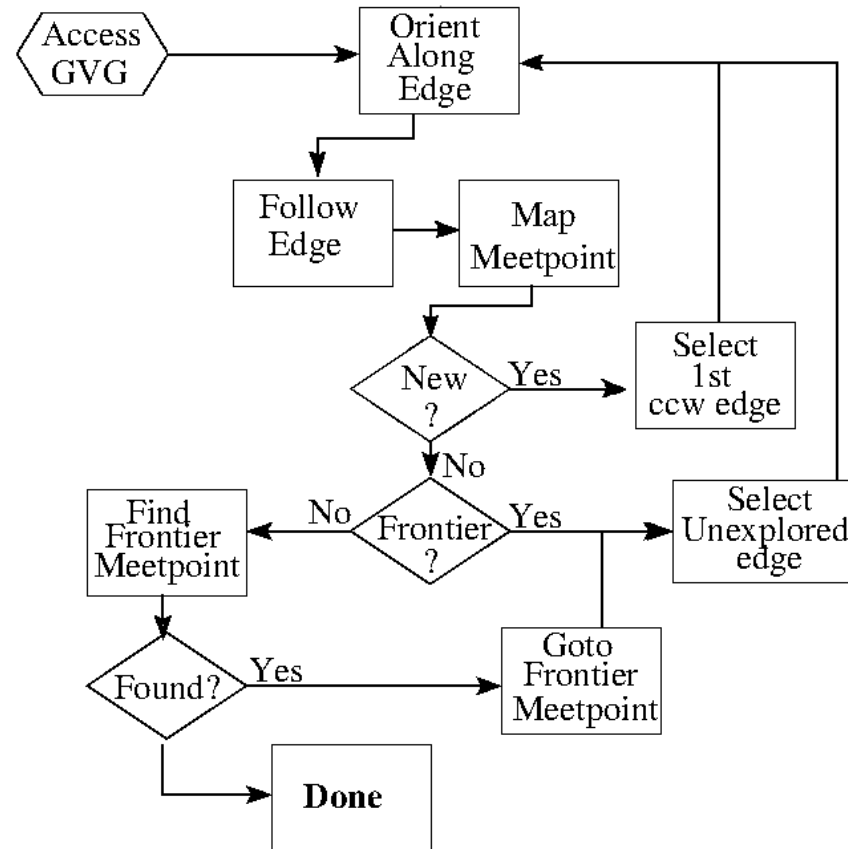 Access
GVG
Orient
Along
Edge
Follow
Edge
Map
Meetpoint
New
?
Yes
Select
1st
ccw edge
No
Frontier
?
No
Yes
Find
Frontier
Meetpoint
Select
Unexplored
edge
Found?
Yes
Goto
Frontier
Meetpoint
Done